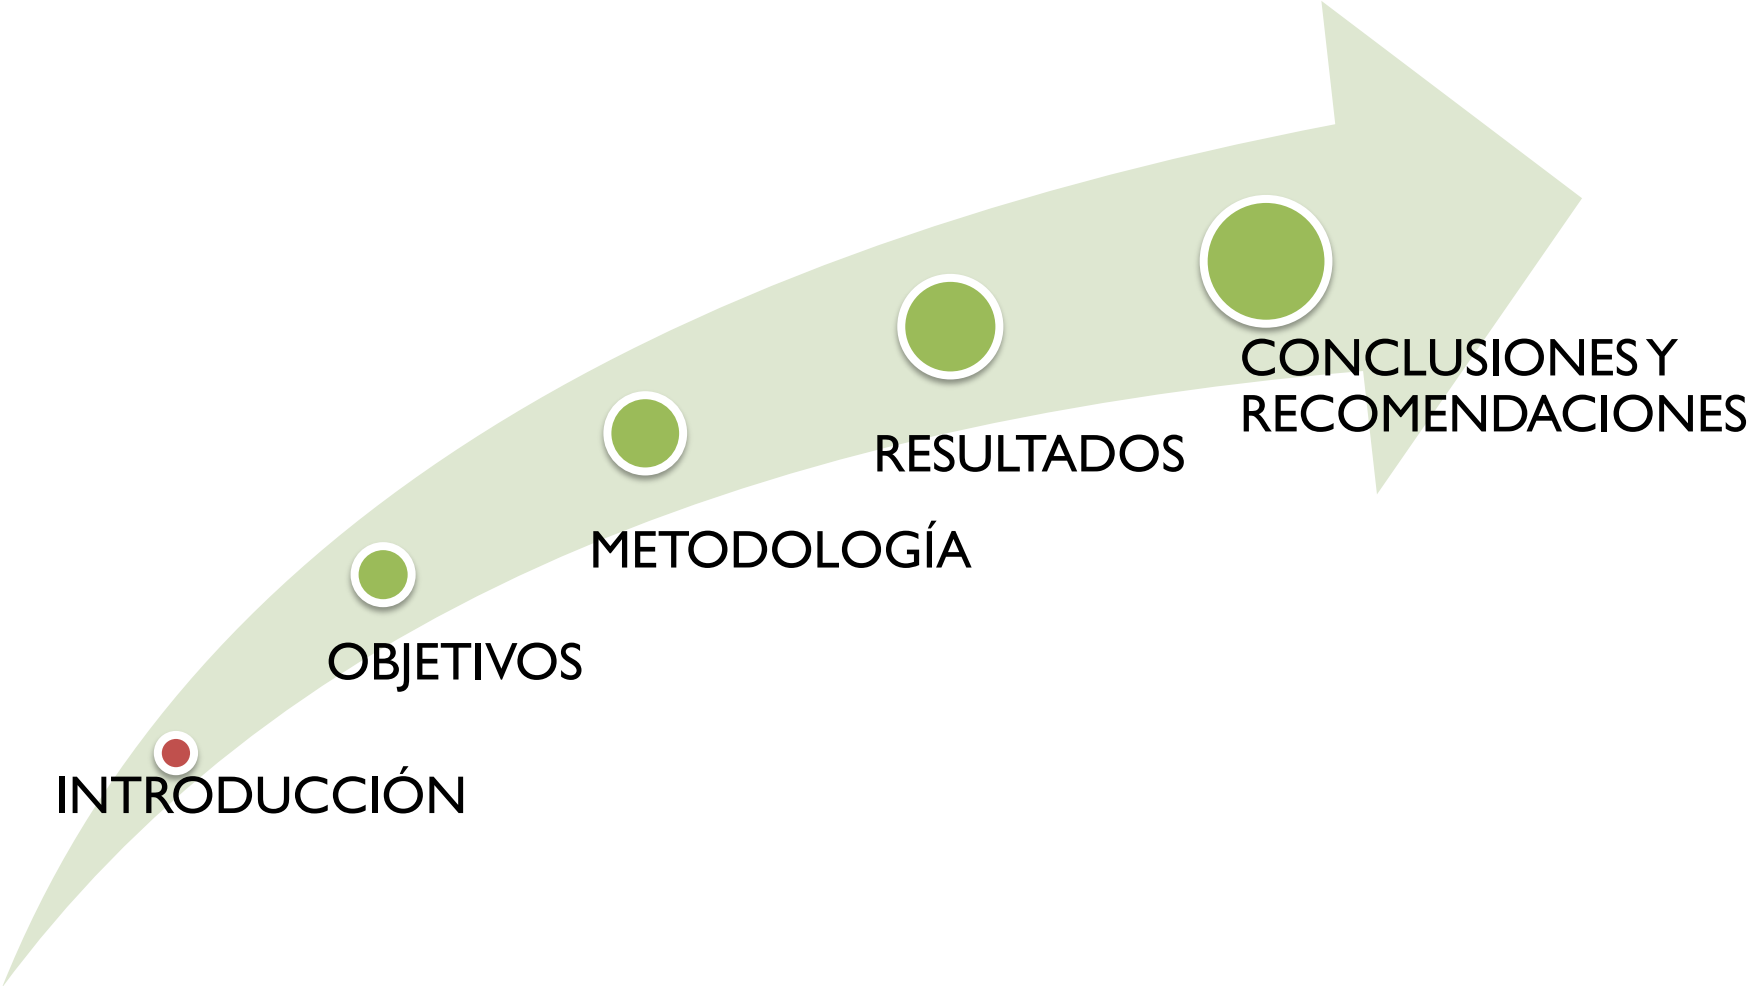 INTRODUCCIÓN
OBJETIVOS
METODOLOGÍA
RESULTADOS
CONCLUSIONES Y
RECOMENDACIONES